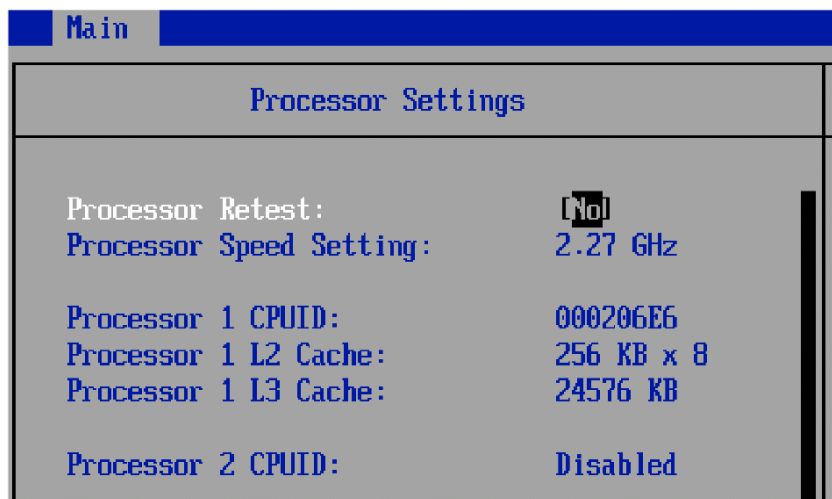 Main
Processor Settings
Processor Retest: [No]
Processor Speed Setting: 2.27 GHz
Processor 1 CPUID: 000206E6
Processor 1 L2 Cache: 256 KB x 8
Processor 1 L3 Cache: 24576 KB
Processor 2 CPUID: Disabled